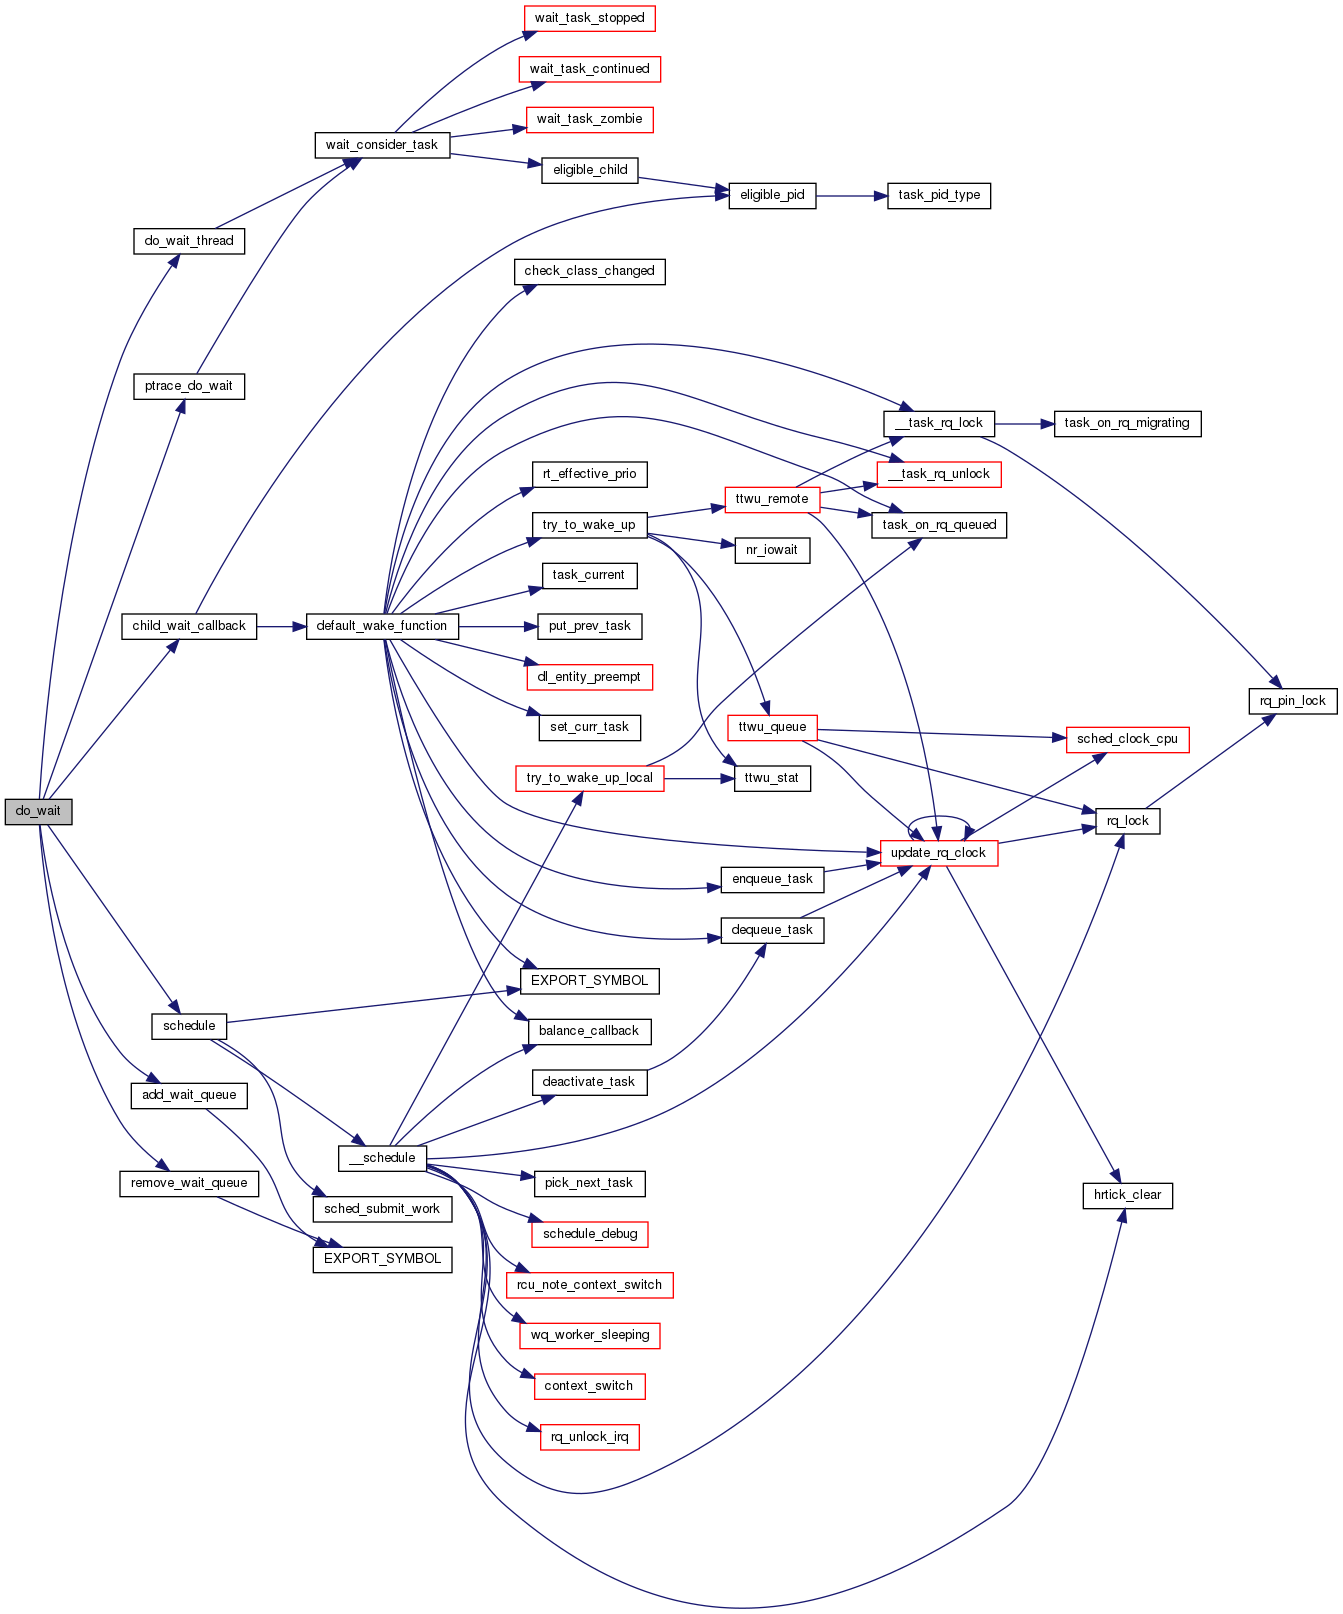 wait_task_stopped
wait_task_continued
wait_task_zombie
wait_consider_task
eligible_child
eligible_pid
task_pid_type
do_wait_thread
check_class_changed
ptrace_do_wait
__task_rq_lock
task_on_rq_migrating
rt_effective_prio
__task_rq_unlock
ttwu_remote
try_to_wake_up
task_on_rq_queued
nr_iowait
task_current
child_wait_callback
default_wake_function
put_prev_task
dl_entity_preempt
rq_pin_lock
set_curr_task
ttwu_queue
sched_clock_cpu
try_to_wake_up_local
ttwu_stat
do_wait
rq_lock
update_rq_clock
enqueue_task
dequeue_task
EXPORT_SYMBOL
schedule
balance_callback
deactivate_task
add_wait_queue
__schedule
remove_wait_queue
pick_next_task
hrtick_clear
sched_submit_work
schedule_debug
EXPORT_SYMBOL
rcu_note_context_switch
wq_worker_sleeping
context_switch
rq_unlock_irq